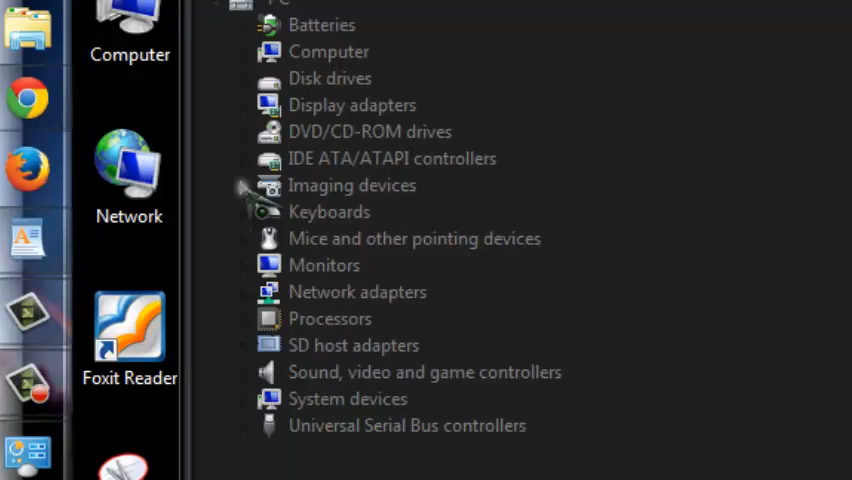 Computer
Network
Foxit Reader
Batteries
Computer
Disk drives
Display adapters
DVD/CD-ROM drives
IDE ATA/ATAPI controllers
Imaging devices
Keyboards
Mice and other pointing devices
Monitors
Network adapters
Processors
SD host adapters
Sound, video and game controllers
System devices
Universal Serial Bus controllers